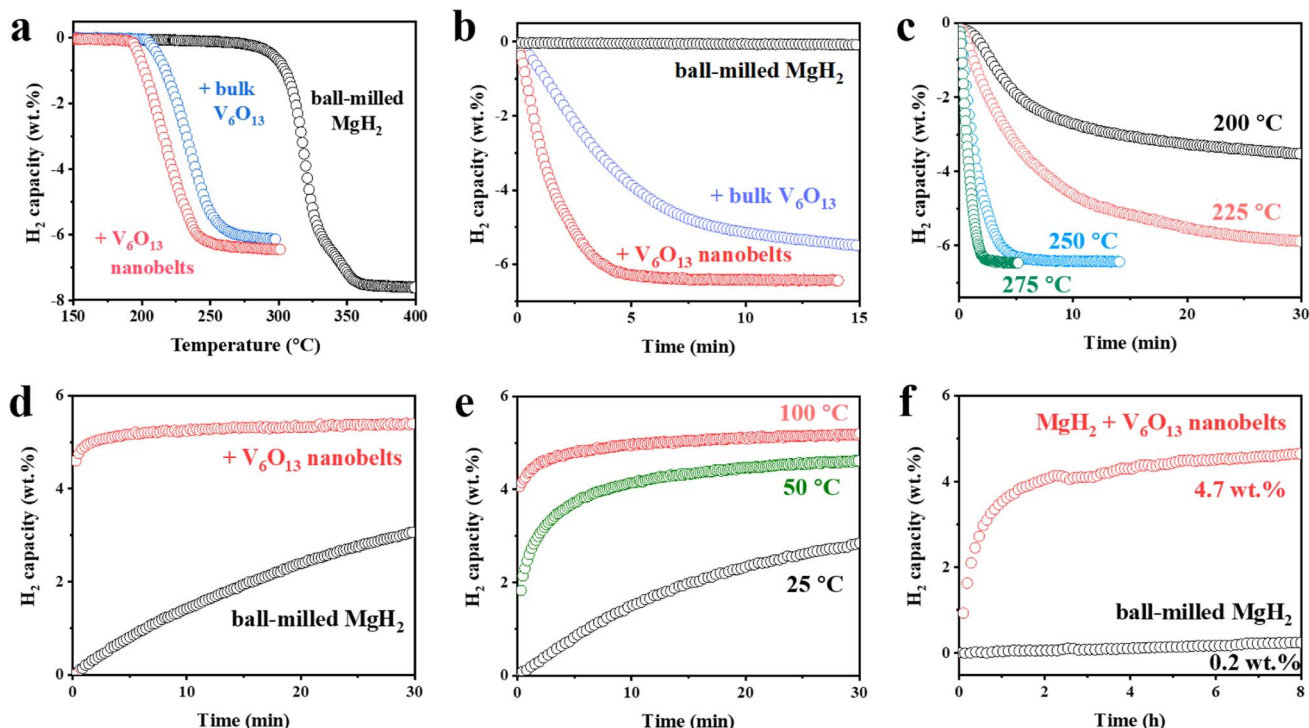 a
H₂ capacity (wt.%)
0
-2
-4
-6
-8
150 200 250 300 350 400
Temperature (°C)
+ bulk
V₆O₁₃
ball-milled
MgH₂
+ V₆O₁₃
nanobelts
b
H₂ capacity (wt.%)
0
-2
-4
-6
0 5 10 15
Time (min)
ball-milled MgH₂
+ bulk V₆O₁₃
+ V₆O₁₃ nanobelts
c
H₂ capacity (wt.%)
0
-2
-4
-6
0 10 20 30
Time (min)
200 °C
225 °C
250 °C
275 °C
d
H₂ capacity (wt.%)
6
4
2
0
0 10 20 30
Time (min)
+ V₆O₁₃ nanobelts
ball-milled MgH₂
e
H₂ capacity (wt.%)
6
4
2
0
0 10 20 30
Time (min)
100 °C
50 °C
25 °C
f
H₂ capacity (wt.%)
6
4
2
0
0 2 4 6 8
Time (h)
MgH₂ + V₆O₁₃ nanobelts
4.7 wt.%
ball-milled MgH₂
0.2 wt.%